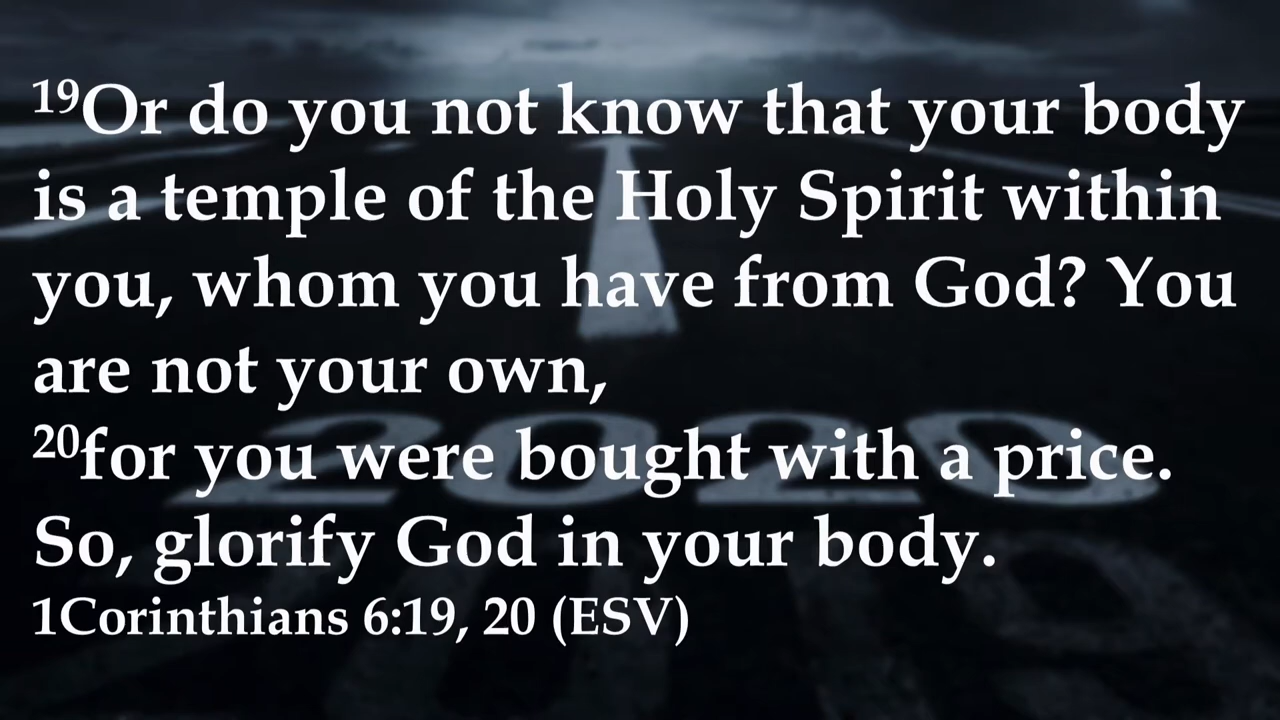 19Or do you not know that your body
is a temple of the Holy Spirit within
you, whom you have from God? You
are not your own,
20for you were bought with a price.
So, glorify God in your body.
1Corinthians 6:19, 20 (ESV)
2020